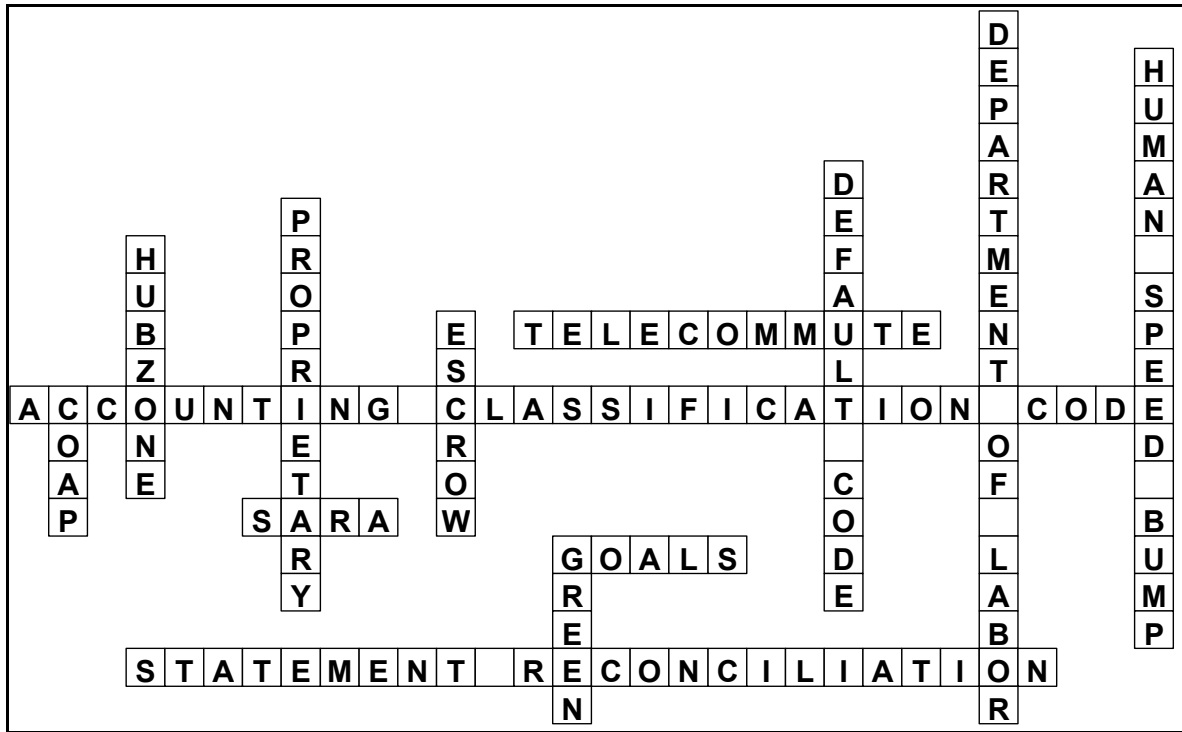 DEPARTMENT OF LABOR
HUMAN SPEED BUMP
DEFAULT CODE
PROPRIETARY
HUBZONE
ESCROW
TELECOMMUTE
ACCOUNTING CLASSIFICATION CODE
COAP
SARA
GOALS
GREEN
STATEMENT RECONCILIATION